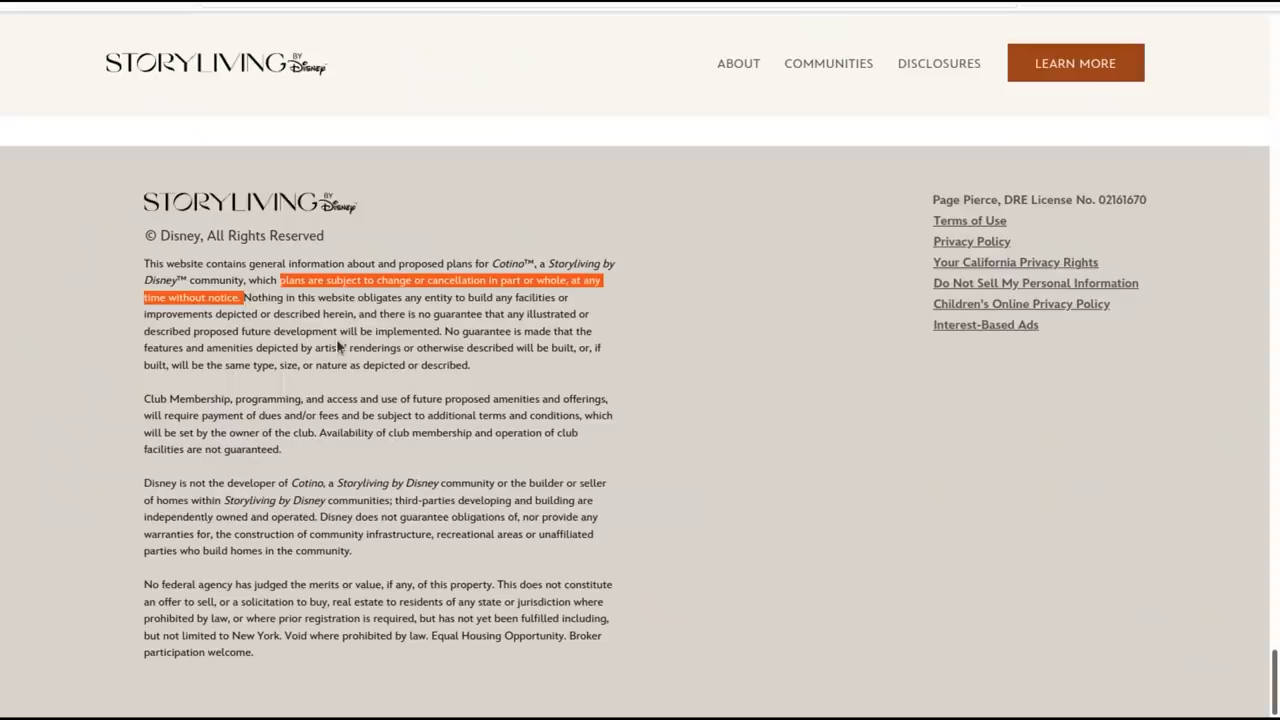 STORYLIVING BY Disney
ABOUT COMMUNITIES DISCLOSURES LEARN MORE
STORYLIVING BY Disney
© Disney, All Rights Reserved
This website contains general information about and proposed plans for Cotino™, a Storyliving by
Disney™ community, which plans are subject to change or cancellation in part or whole, at any
time without notice. Nothing in this website obligates any entity to build any facilities or
improvements depicted or described herein, and there is no guarantee that any illustrated or
described proposed future development will be implemented. No guarantee is made that the
features and amenities depicted by artists' renderings or otherwise described will be built, or, if
built, will be the same type, size, or nature as depicted or described.
Club Membership, programming, and access and use of future proposed amenities and offerings,
will require payment of dues and/or fees and be subject to additional terms and conditions, which
will be set by the owner of the club. Availability of club membership and operation of club
facilities are not guaranteed.
Disney is not the developer of Cotino, a Storyliving by Disney community or the builder or seller
of homes within Storyliving by Disney communities; third-parties developing and building are
independently owned and operated. Disney does not guarantee obligations of, nor provide any
warranties for, the construction of community infrastructure, recreational areas or unaffiliated
parties who build homes in the community.
No federal agency has judged the merits or value, if any, of this property. This does not constitute
an offer to sell, or a solicitation to buy, real estate to residents of any state or jurisdiction where
prohibited by law, or where prior registration is required, but has not yet been fulfilled including,
but not limited to New York. Void where prohibited by law. Equal Housing Opportunity. Broker
participation welcome.
Page Pierce, DRE License No. 02161670
Terms of Use
Privacy Policy
Your California Privacy Rights
Do Not Sell My Personal Information
Children's Online Privacy Policy
Interest-Based Ads